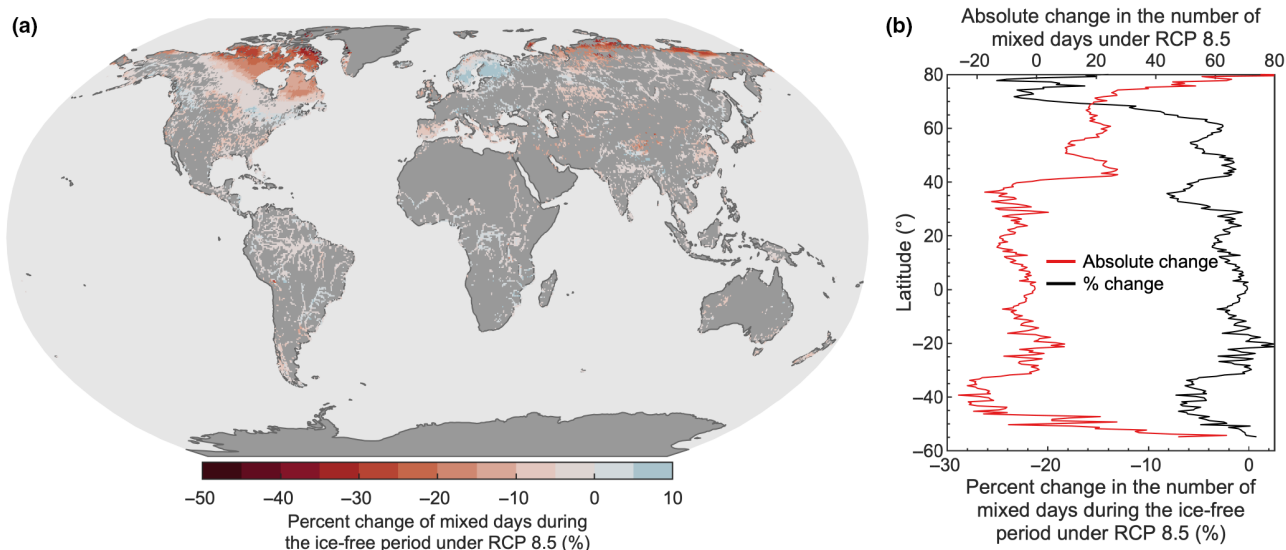 (a)
−50 −40 −30 −20 −10 0 10
Percent change of mixed days during
the ice-free period under RCP 8.5 (%)
(b)
Absolute change in the number of
mixed days under RCP 8.5
−20 0 20 40 60 80
80
60
40
20
0
−20
−40
−60
Latitude (°)
Absolute change
% change
−30 −20 −10 0
Percent change in the number of
mixed days during the ice-free
period under RCP 8.5 (%)